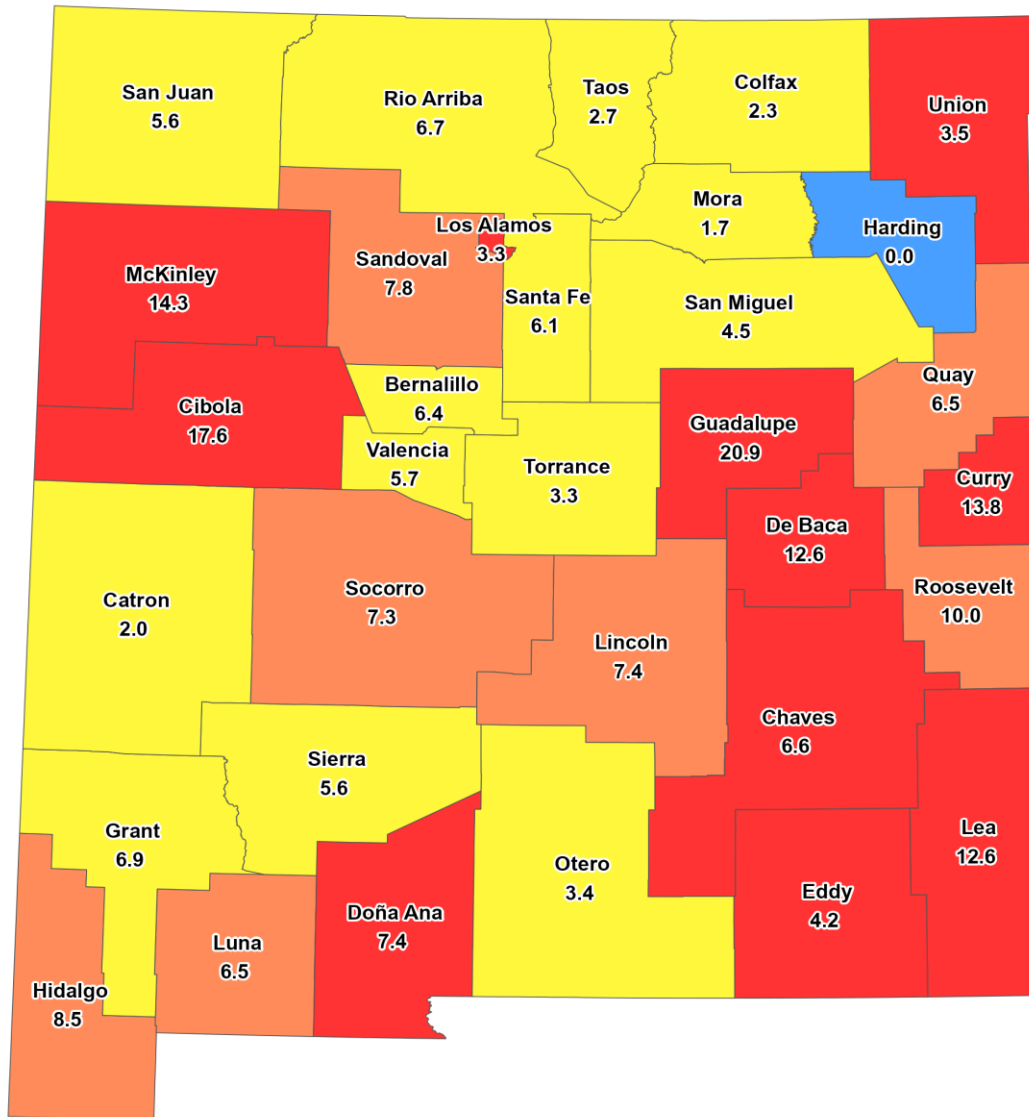 San Juan
5.6
Rio Arriba
6.7
Taos
2.7
Colfax
2.3
Union
3.5
Mora
1.7
Harding
0.0
Los Alamos
3.3
McKinley
14.3
Sandoval
7.8
Santa Fe
6.1
San Miguel
4.5
Bernalillo
6.4
Quay
6.5
Cibola
17.6
Valencia
5.7
Torrance
3.3
Guadalupe
20.9
Curry
13.8
De Baca
12.6
Catron
2.0
Socorro
7.3
Lincoln
7.4
Roosevelt
10.0
Chaves
6.6
Sierra
5.6
Grant
6.9
Otero
3.4
Lea
12.6
Eddy
4.2
Doña Ana
7.4
Luna
6.5
Hidalgo
8.5